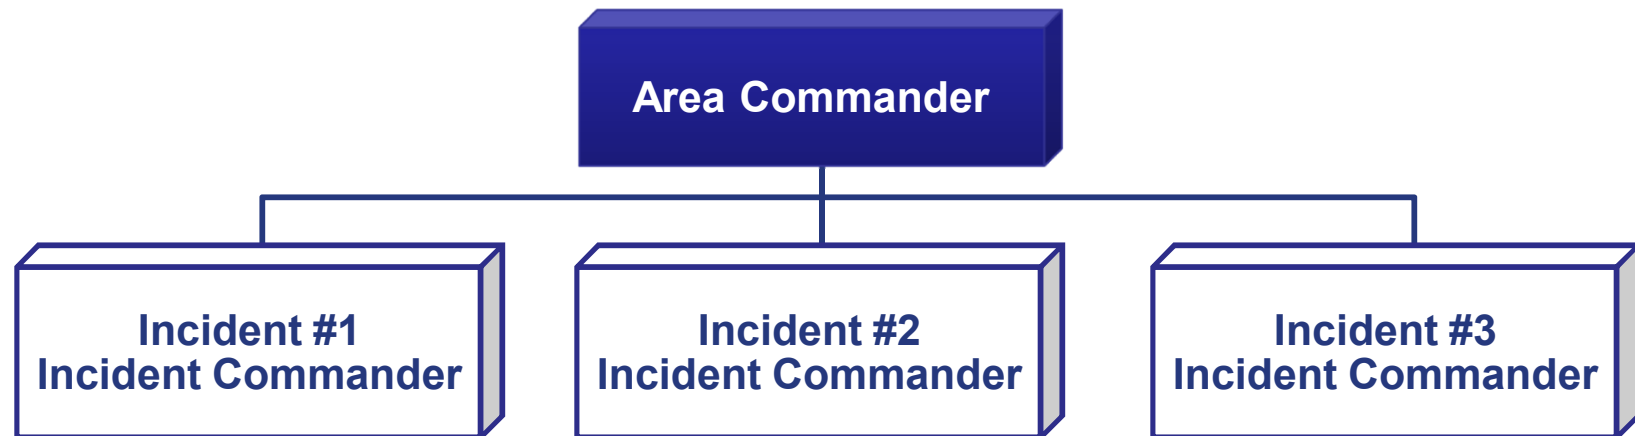 Area Commander
Incident #1
Incident Commander
Incident #2
Incident Commander
Incident #3
Incident Commander